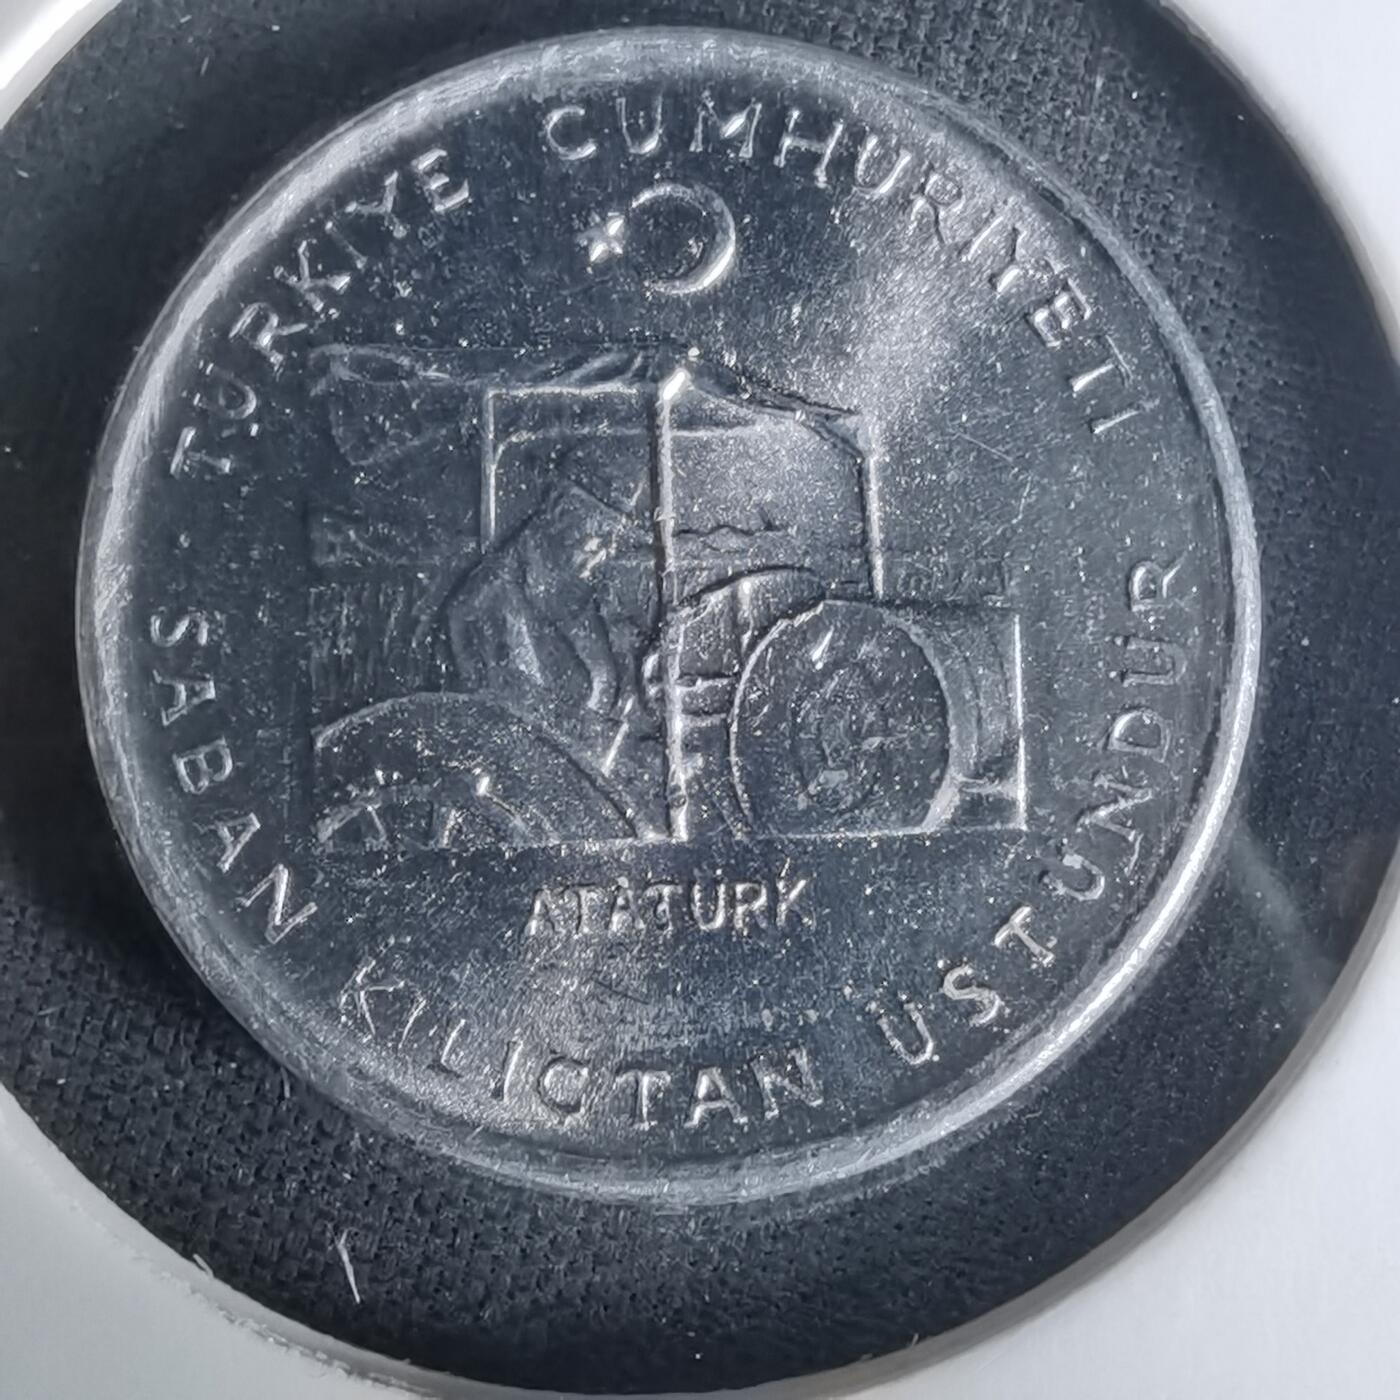 TÜRKİYE CUMHURİYETİ
SABAN KILIÇTAN ÜSTÜNDÜR
ATATÜRK